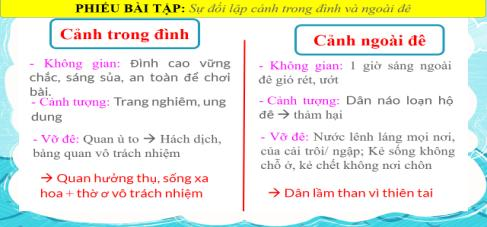 PHIẾU BÀI TẬP: Sự đối lập cảnh trong đình và ngoài đê
Cảnh trong đình
- Không gian: Đình cao vững
chắc, sáng sủa, an toàn để chơi
bài.
- Cảnh tượng: Trang nghiêm, ung
dung
- Vỡ đê: Quan ù to → Hách dịch,
bàng quan vô trách nhiệm
→ Quan hưởng thụ, sống xa
hoa + thờ ơ vô trách nhiệm
Cảnh ngoài đê
- Không gian: 1 giờ sáng ngoài
đê gió rét, ướt
- Cảnh tượng: Dân náo loạn hộ
đê → thảm hại
- Vỡ đê: Nước lênh láng mọi nơi,
của cải trôi/ ngập; Kẻ sống không
chỗ ở, kẻ chết không nơi chôn
→ Dân lầm than vì thiên tai